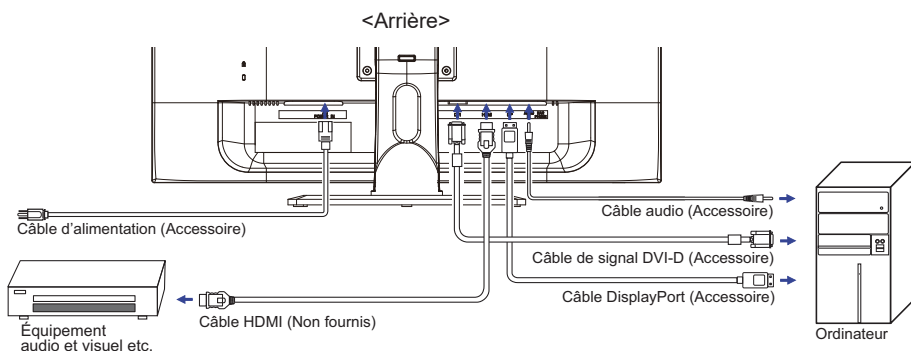 <Arrière>
Câble audio (Accessoire)
Câble d’alimentation (Accessoire)
Câble de signal DVI-D (Accessoire)
Câble DisplayPort (Accessoire)
Câble HDMI (Non fournis)
Équipement
audio et visuel etc.
Ordinateur